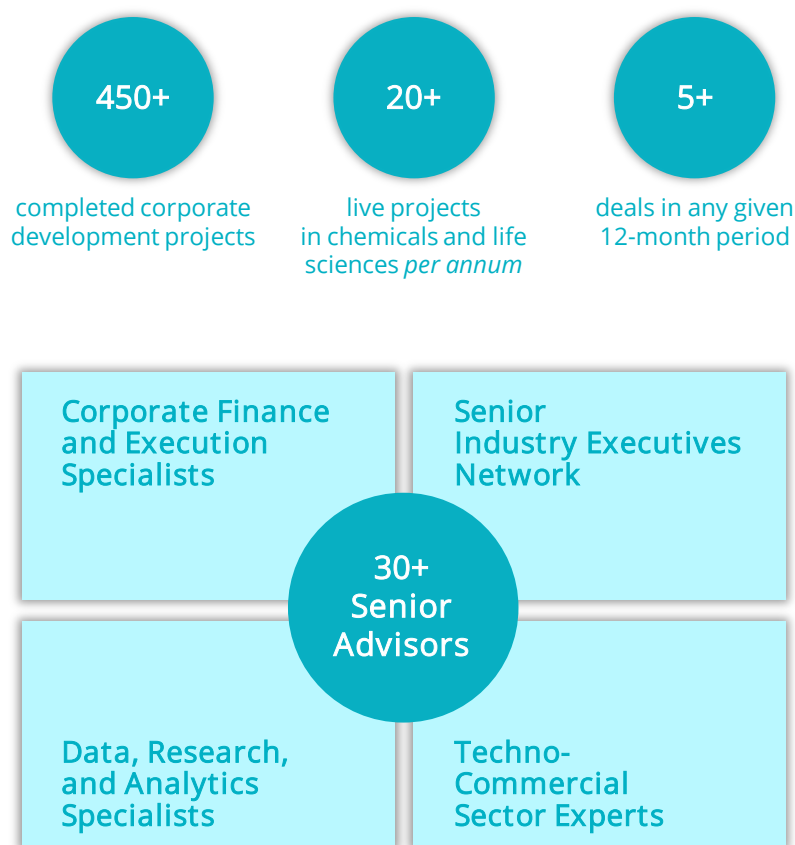 450+
completed corporate
development projects
20+
live projects
in chemicals and life
sciences per annum
5+
deals in any given
12-month period
Corporate Finance
and Execution
Specialists
Senior
Industry Executives
Network
30+
Senior
Advisors
Data, Research,
and Analytics
Specialists
Techno-
Commercial
Sector Experts